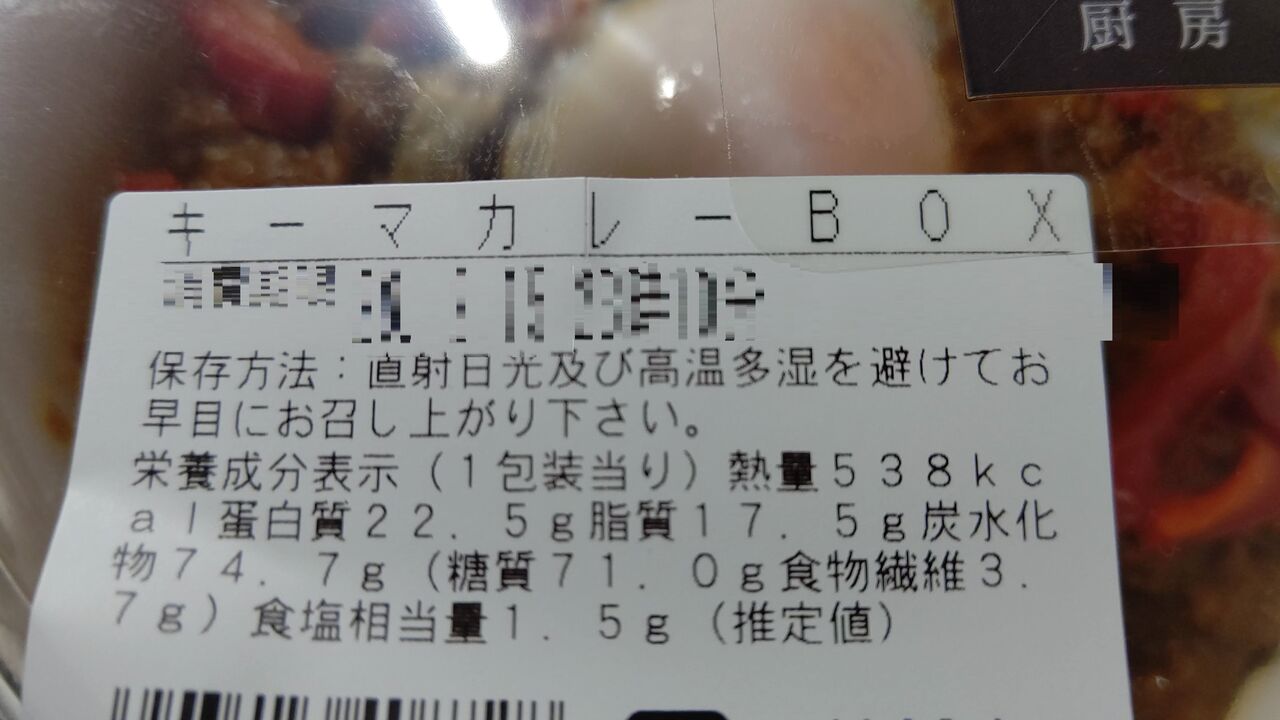 厨房
キーマカレーBOX
保存方法：直射日光及び高温多湿を避けてお
早目にお召し上がり下さい。
栄養成分表示（１包装当り）熱量５３８ｋｃ
ａｌ蛋白質２２．５ｇ脂質１７．５ｇ炭水化
物７４．７ｇ（糖質７１．０ｇ食物繊維３．
７ｇ）食塩相当量１．５ｇ（推定値）